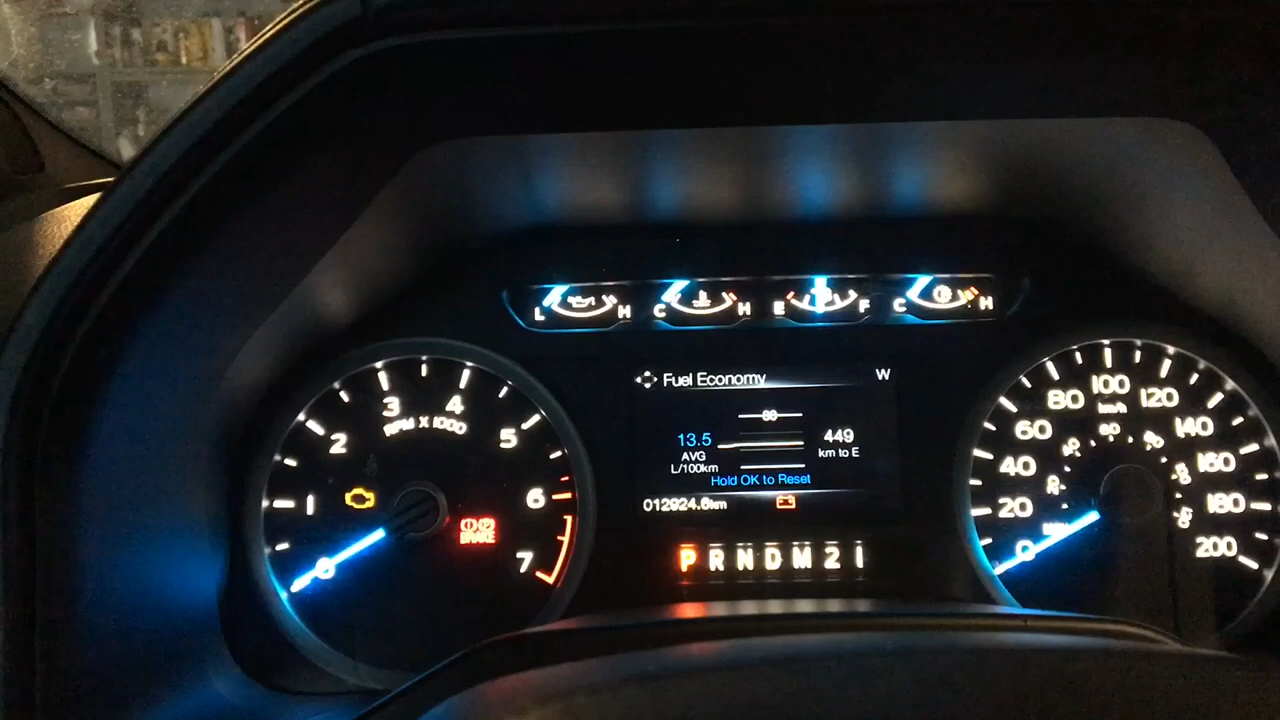 L H C H E F C H
Fuel Economy W
13.5
AVG
L/100km
449
km to E
Hold OK to Reset
012924.6km
P R N D M 2 1
0 1 2 3 4 5 6 7
RPM X 1000
BRAKE
0 20 40 60 80 100 120 140 160 180 200
km/h